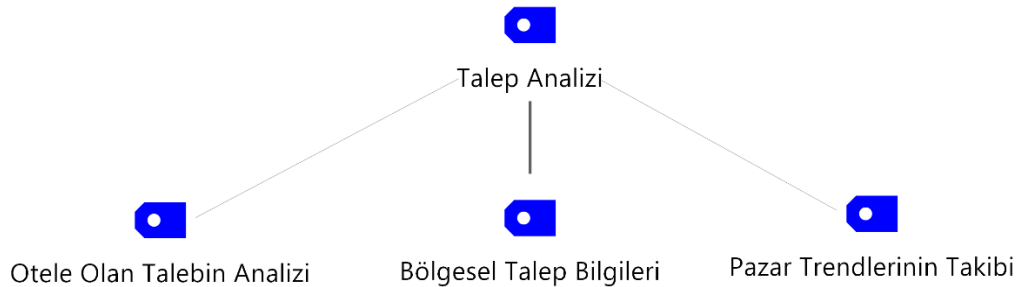 Talep Analizi
Otele Olan Talebin Analizi
Bölgesel Talep Bilgileri
Pazar Trendlerinin Takibi